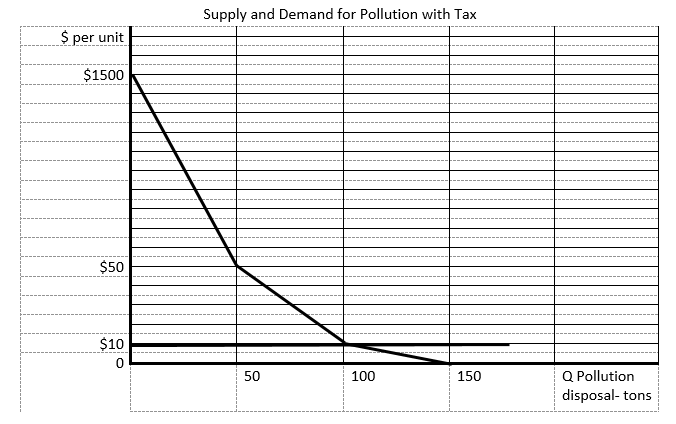 Supply and Demand for Pollution with Tax
$ per unit
$1500
$50
$10
0
50
100
150
Q Pollution
disposal- tons